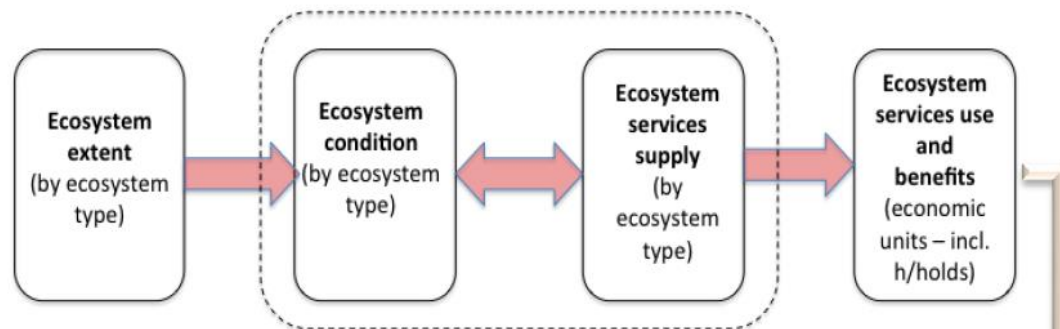 Ecosystem
extent
(by ecosystem
type)
Ecosystem
condition
(by ecosystem
type)
Ecosystem
services
supply
(by
ecosystem
type)
Ecosystem
services use
and
benefits
(economic
units – incl.
h/holds)